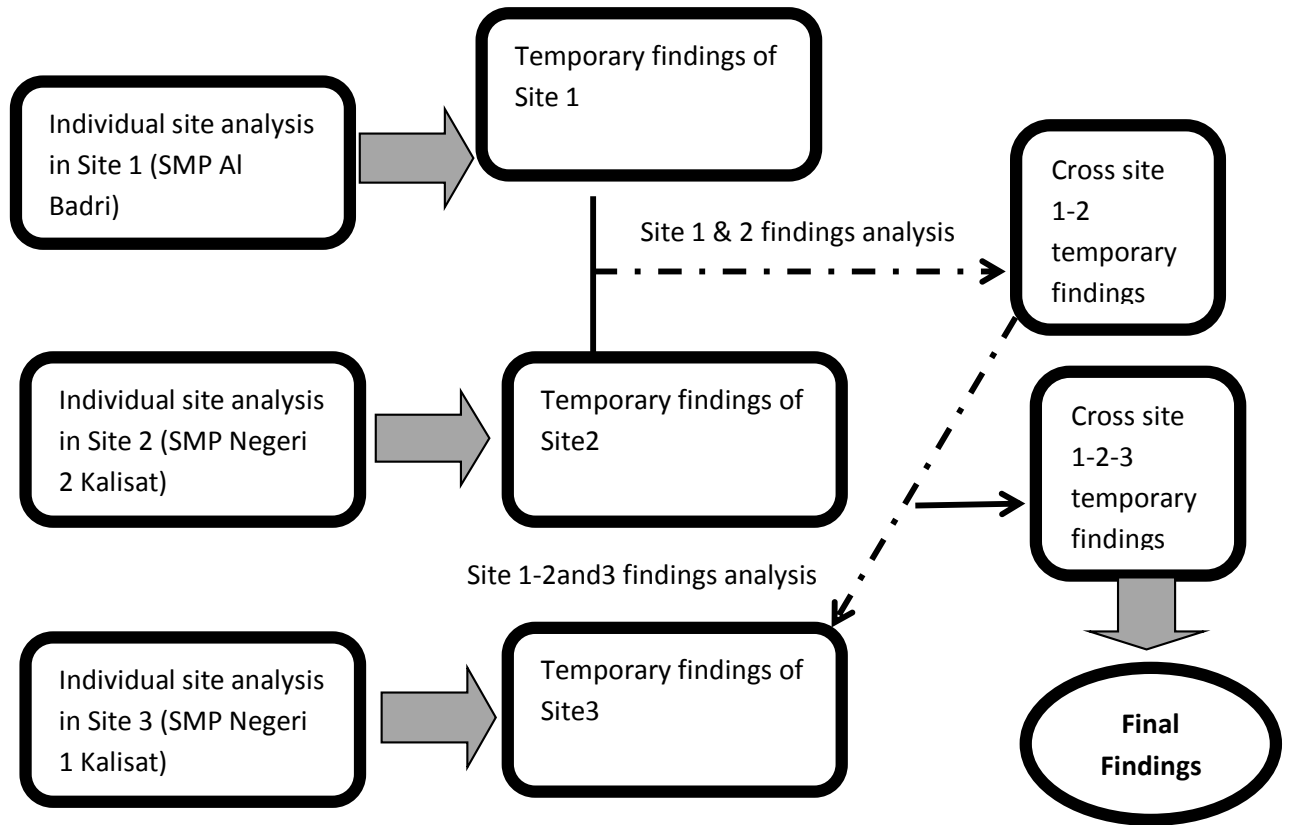 Temporary findings of
Site 1
Individual site analysis
in Site 1 (SMP Al
Badri)
Cross site
1-2
temporary
findings
Site 1 & 2 findings analysis
Individual site analysis
in Site 2 (SMP Negeri
2 Kalisat)
Temporary findings of
Site2
Cross site
1-2-3
temporary
findings
Site 1-2and3 findings analysis
Individual site analysis
in Site 3 (SMP Negeri
1 Kalisat)
Temporary findings of
Site3
Final
Findings